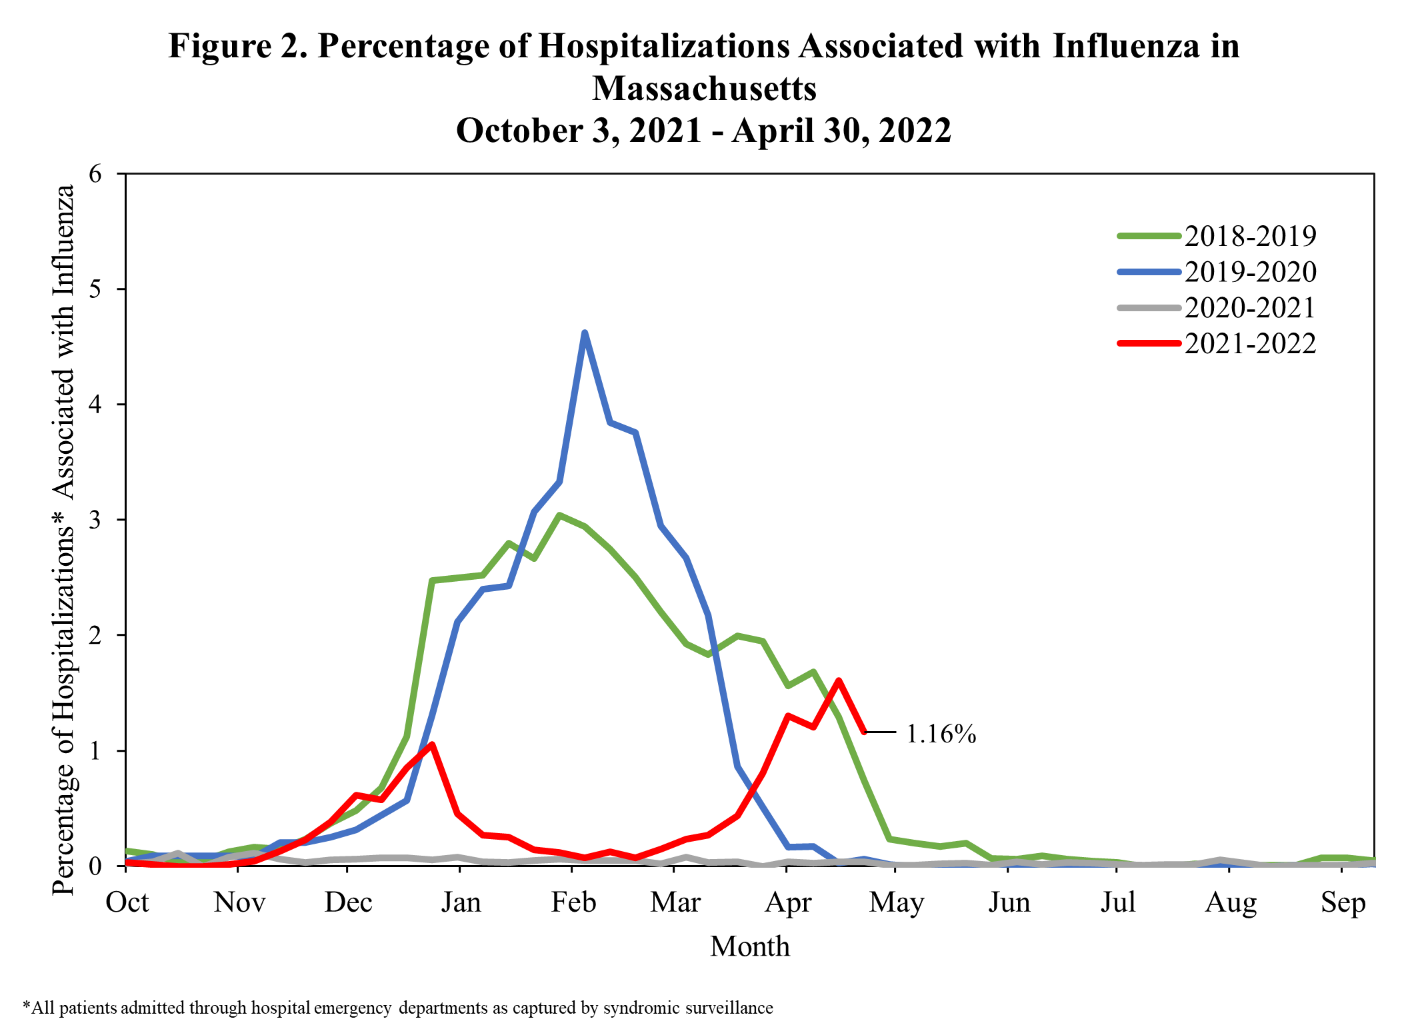 Figure 2. Percentage of Hospitalizations Associated with Influenza in
Massachusetts
October 3, 2021 - April 30, 2022
Percentage of Hospitalizations* Associated with Influenza
6
5
4
3
2
1
0
2018-2019
2019-2020
2020-2021
2021-2022
1.16%
Oct Nov Dec Jan Feb Mar Apr May Jun Jul Aug Sep
Month
*All patients admitted through hospital emergency departments as captured by syndromic surveillance